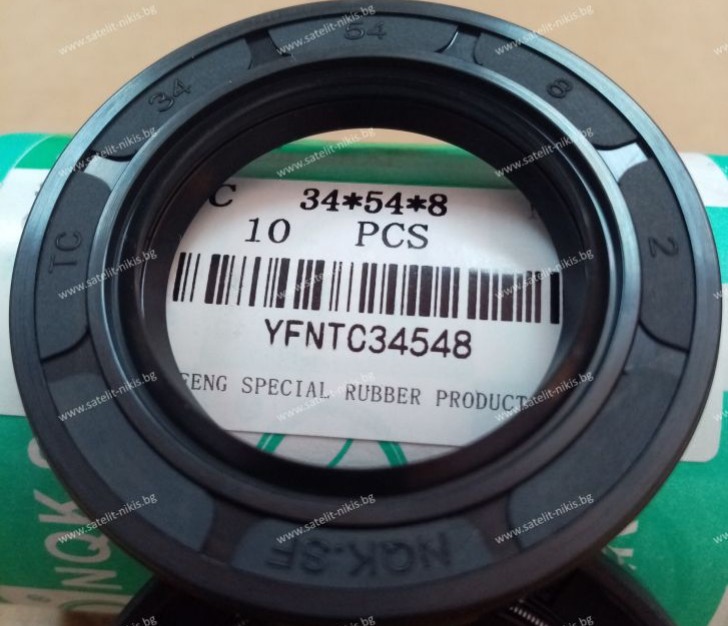 54
34
8
TC
2
C 34*54*8
10 PCS
YFNTC34548
FENG SPECIAL RUBBER PRODUCT
NQK-SF
NQK
www.satelit-nikis.bg